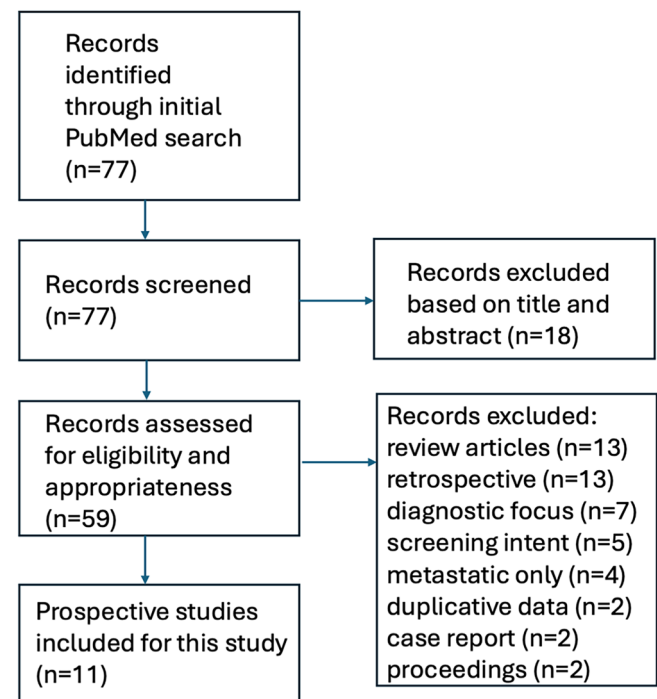 Records
identified
through initial
PubMed search
(n=77)
Records screened
(n=77)
Records excluded
based on title and
abstract (n=18)
Records assessed
for eligibility and
appropriateness
(n=59)
Records excluded:
review articles (n=13)
retrospective (n=13)
diagnostic focus (n=7)
screening intent (n=5)
metastatic only (n=4)
duplicative data (n=2)
case report (n=2)
proceedings (n=2)
Prospective studies
included for this study
(n=11)